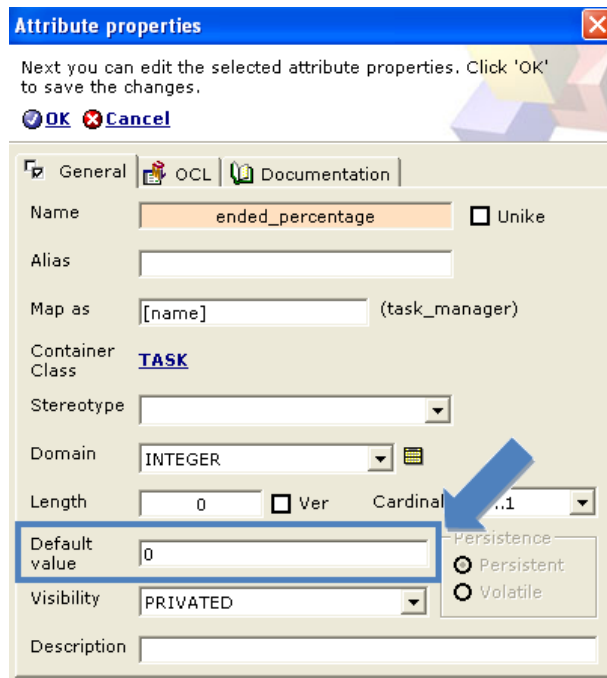 Attribute properties
Next you can edit the selected attribute properties. Click 'OK'
to save the changes.
OK Cancel
General OCL Documentation
Name ended_percentage Unike
Alias
Map as [name] (task_manager)
Container
Class TASK
Stereotype
Domain INTEGER
Length 0 Ver Cardinal ..1
Default
value 0
Persistence
Persistent
Volatile
Visibility PRIVATED
Description